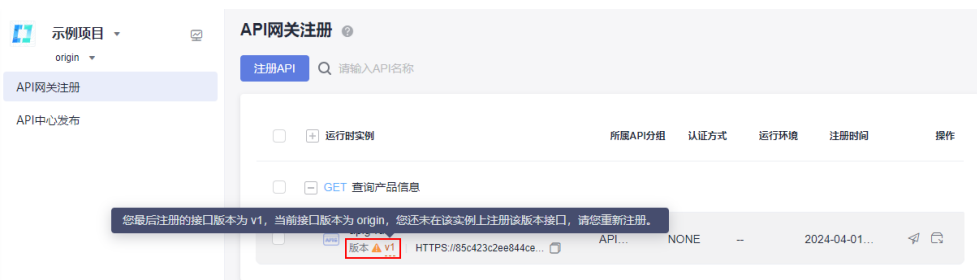 示例项目
origin
API网关注册
API中心发布
API网关注册
注册API
请输入API名称
运行时实例 所属API分组 认证方式 运行环境 注册时间 操作
GET 查询产品信息
您最后注册的接口版本为 v1，当前接口版本为 origin，您还未在该实例上注册该版本接口，请您重新注册。
版本 v1 HTTPS://85c423c2ee844ce... API... NONE -- 2024-04-01...